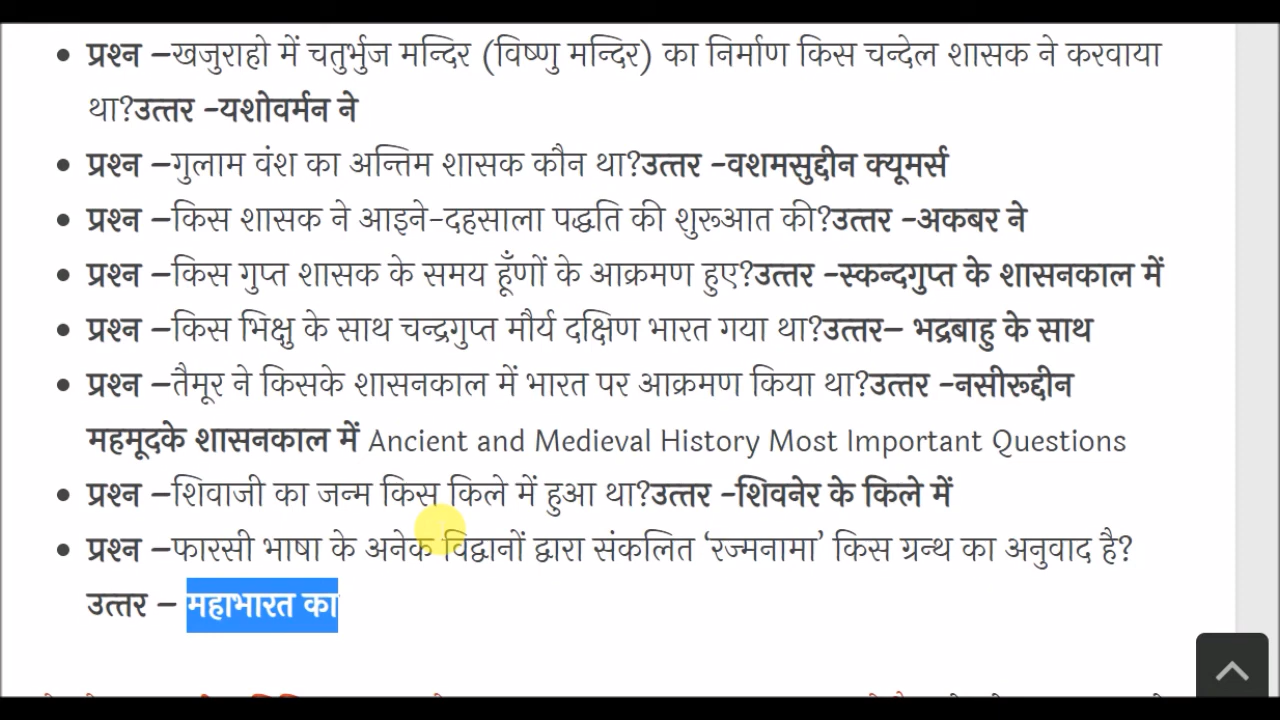 प्रश्न –खजुराहो में चतुर्भुज मन्दिर (विष्णु मन्दिर) का निर्माण किस चन्देल शासक ने करवाया
था?उत्तर -यशोवर्मन ने
प्रश्न –गुलाम वंश का अन्तिम शासक कौन था?उत्तर -वशमसुद्दीन क्यूमर्स
प्रश्न –किस शासक ने आइने-दहसाला पद्धति की शुरूआत की?उत्तर -अकबर ने
प्रश्न –किस गुप्त शासक के समय हूँणों के आक्रमण हुए?उत्तर -स्कन्दगुप्त के शासनकाल में
प्रश्न –किस भिक्षु के साथ चन्द्रगुप्त मौर्य दक्षिण भारत गया था?उत्तर– भद्रबाहु के साथ
प्रश्न –तैमूर ने किसके शासनकाल में भारत पर आक्रमण किया था?उत्तर -नसीरूद्दीन
महमूदके शासनकाल में Ancient and Medieval History Most Important Questions
प्रश्न –शिवाजी का जन्म किस किले में हुआ था?उत्तर -शिवनेर के किले में
प्रश्न –फारसी भाषा के अनेक विद्वानों द्वारा संकलित ‘रज्मनामा’ किस ग्रन्थ का अनुवाद है?
उत्तर – महाभारत का